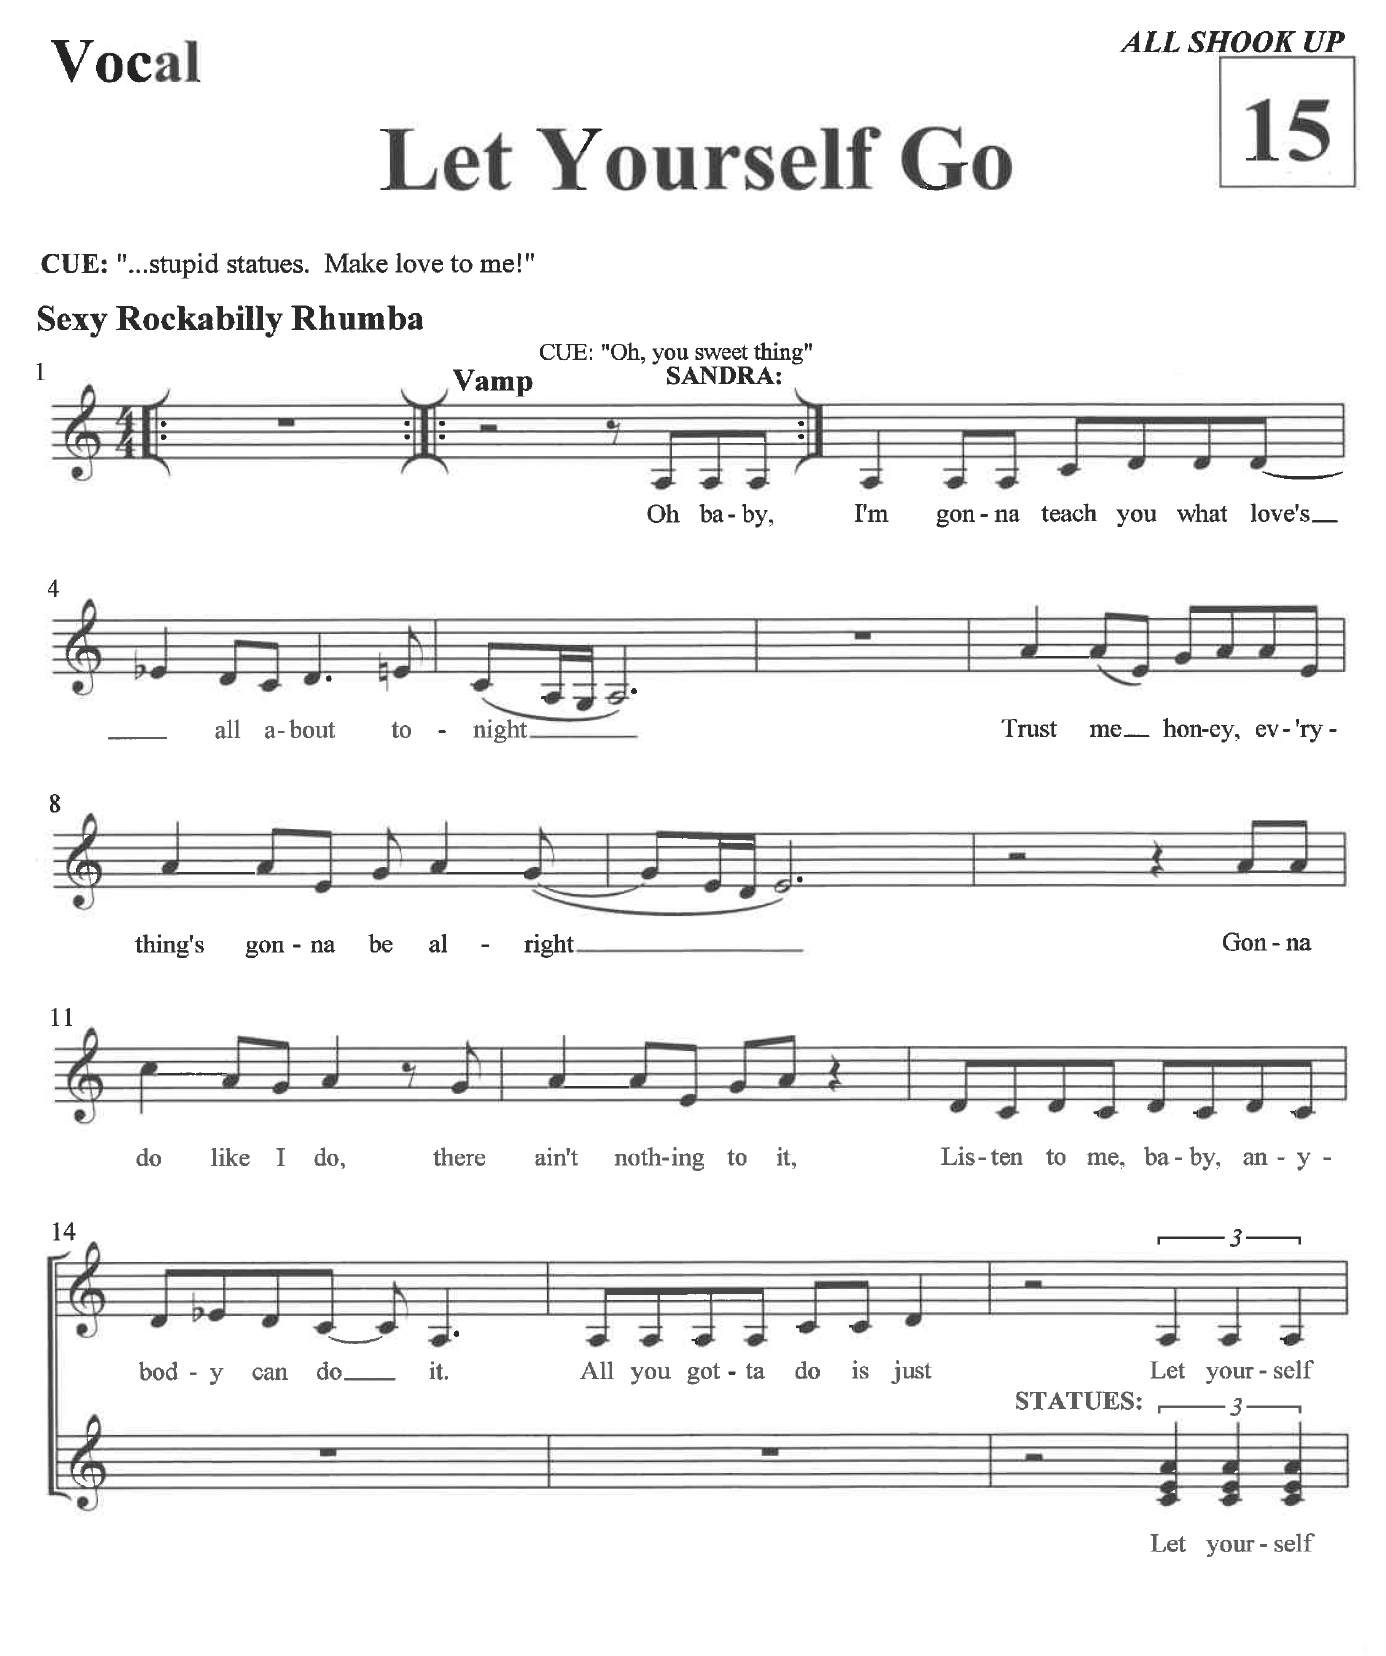 Vocal
ALL SHOOK UP
15
Let Yourself Go
CUE: "...stupid statues.  Make love to me!"
Sexy Rockabilly Rhumba
CUE: "Oh, you sweet thing"
1
Vamp
SANDRA:
Oh ba - by, I'm gon - na teach you what love's
4
all a - bout to - night Trust me hon-ey, ev - 'ry -
8
thing's gon - na be al - right Gon - na
11
do like I do, there ain't noth-ing to it, Lis - ten to me, ba - by, an - y -
14
3
bod - y can do it. All you got - ta do is just Let your - self
STATUES:
3
Let your - self